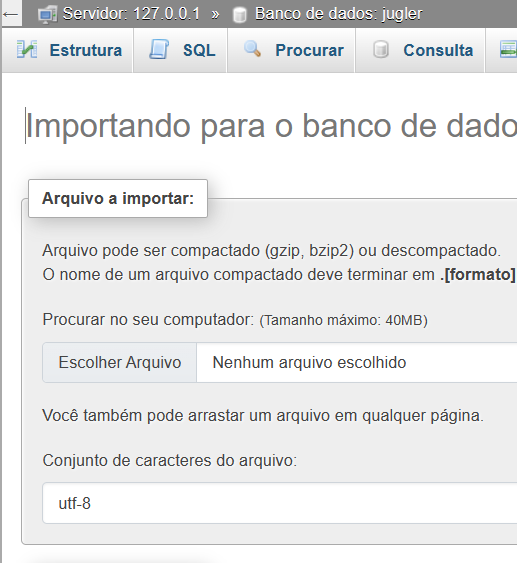 ← Servidor: 127.0.0.1 » Banco de dados: jugler
Estrutura SQL Procurar Consulta
Importando para o banco de dado
Arquivo a importar:
Arquivo pode ser compactado (gzip, bzip2) ou descompactado.
O nome de um arquivo compactado deve terminar em .[formato]
Procurar no seu computador: (Tamanho máximo: 40MB)
Escolher Arquivo Nenhum arquivo escolhido
Você também pode arrastar um arquivo em qualquer página.
Conjunto de caracteres do arquivo:
utf-8